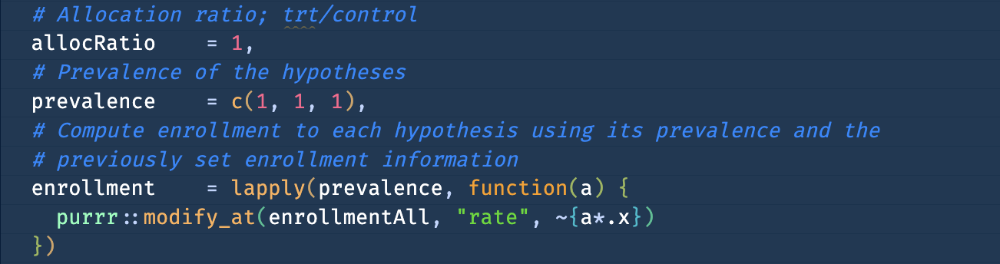 # Allocation ratio; trt/control
allocRatio    = 1,
# Prevalence of the hypotheses
prevalence    = c(1, 1, 1),
# Compute enrollment to each hypothesis using its prevalence and the
# previously set enrollment information
enrollment    = lapply(prevalence, function(a) {
  purrr::modify_at(enrollmentAll, "rate", ~{a*.x})
})